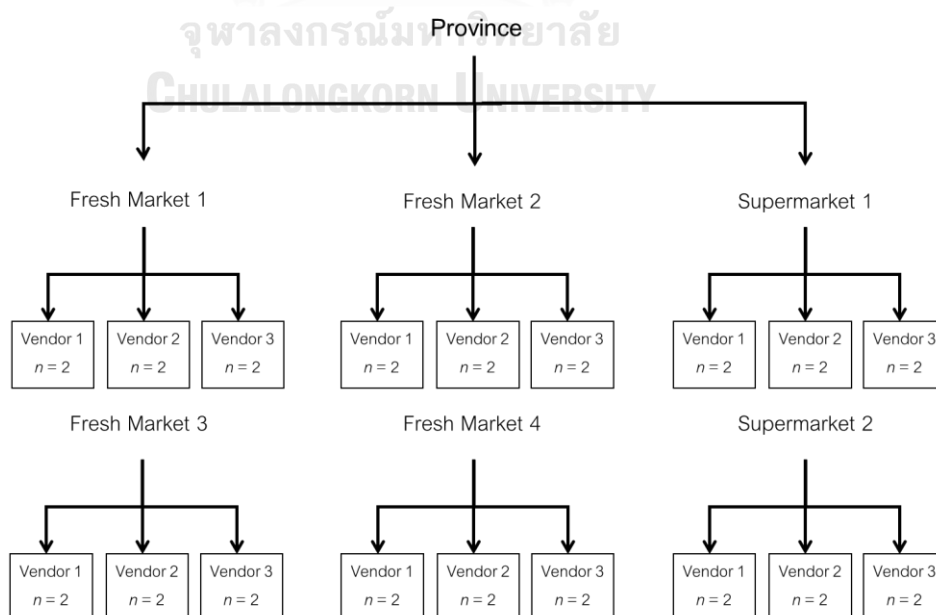 Province
จุฬาลงกรณ์มหาวิทยาลัย
CHULALONGKORN UNIVERSITY
Fresh Market 1
Fresh Market 2
Supermarket 1
Vendor 1
n = 2
Vendor 2
n = 2
Vendor 3
n = 2
Vendor 1
n = 2
Vendor 2
n = 2
Vendor 3
n = 2
Vendor 1
n = 2
Vendor 2
n = 2
Vendor 3
n = 2
Fresh Market 3
Fresh Market 4
Supermarket 2
Vendor 1
n = 2
Vendor 2
n = 2
Vendor 3
n = 2
Vendor 1
n = 2
Vendor 2
n = 2
Vendor 3
n = 2
Vendor 1
n = 2
Vendor 2
n = 2
Vendor 3
n = 2